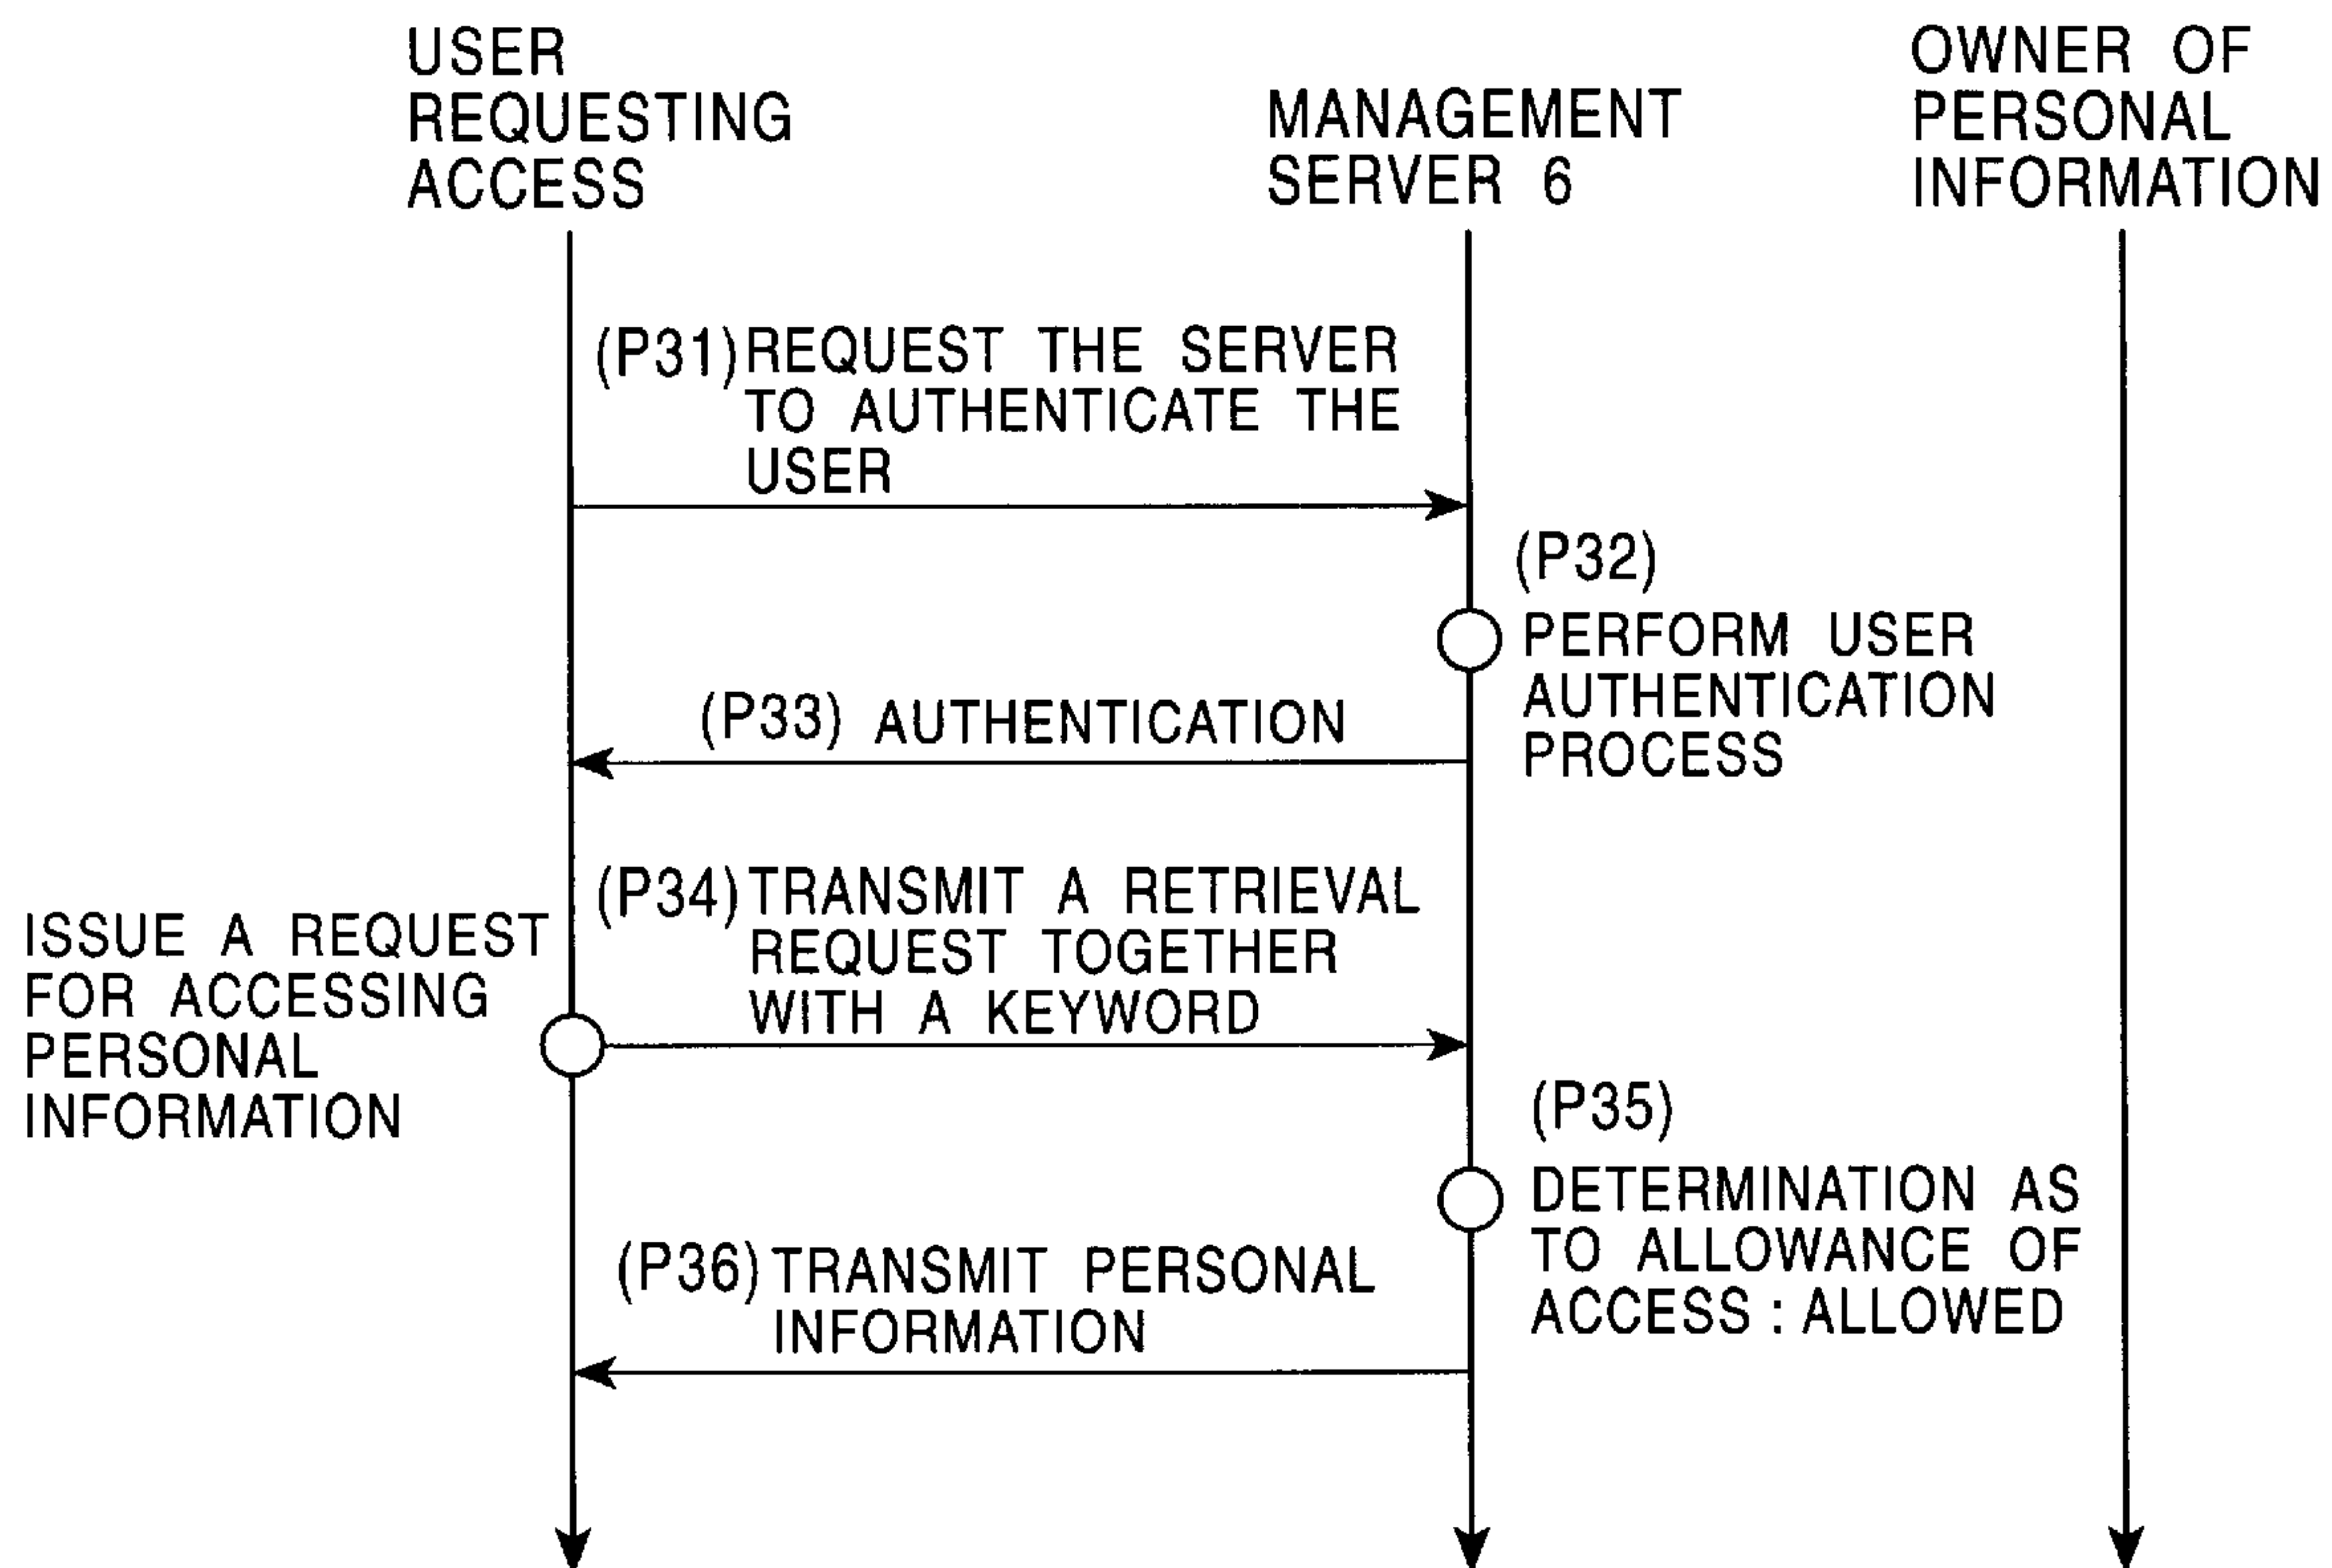 USER
REQUESTING
ACCESS
MANAGEMENT
SERVER 6
OWNER OF
PERSONAL
INFORMATION
(P31) REQUEST THE SERVER
TO AUTHENTICATE THE
USER
(P32)
PERFORM USER
AUTHENTICATION
PROCESS
(P33) AUTHENTICATION
(P34) TRANSMIT A RETRIEVAL
REQUEST TOGETHER
WITH A KEYWORD
ISSUE A REQUEST
FOR ACCESSING
PERSONAL
INFORMATION
(P35)
DETERMINATION AS
TO ALLOWANCE OF
ACCESS : ALLOWED
(P36) TRANSMIT PERSONAL
INFORMATION